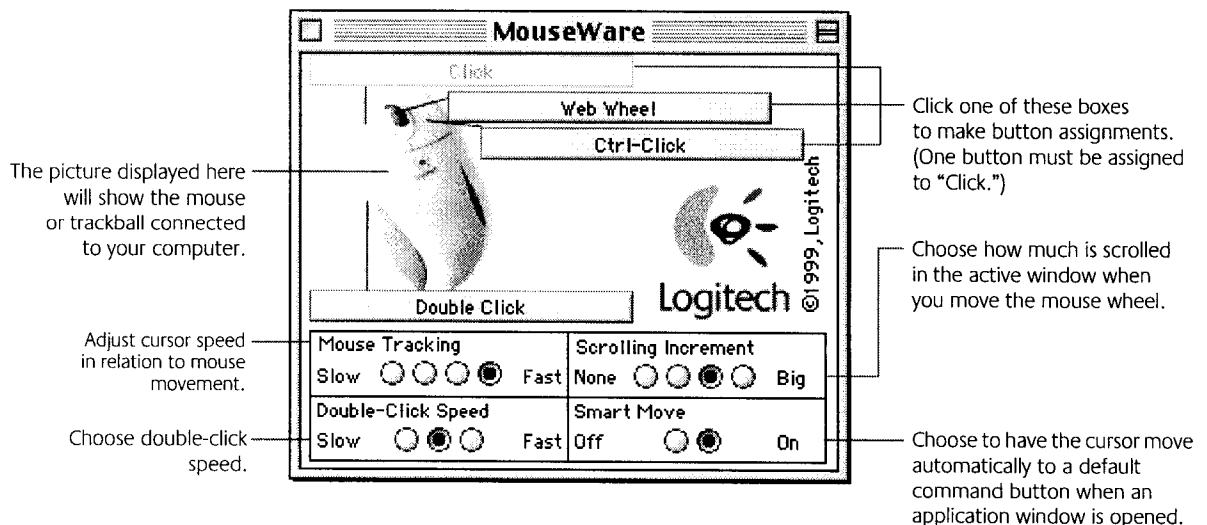 MouseWare
Click
Web Wheel
Ctrl-Click
Double Click
Logitech
©1999, Logitech
Mouse Tracking
Slow Fast
Scrolling Increment
None Big
Double-Click Speed
Slow Fast
Smart Move
Off On
The picture displayed here
will show the mouse
or trackball connected
to your computer.
Adjust cursor speed
in relation to mouse
movement.
Choose double-click
speed.
Click one of these boxes
to make button assignments.
(One button must be assigned
to “Click.”)
Choose how much is scrolled
in the active window when
you move the mouse wheel.
Choose to have the cursor move
automatically to a default
command button when an
application window is opened.